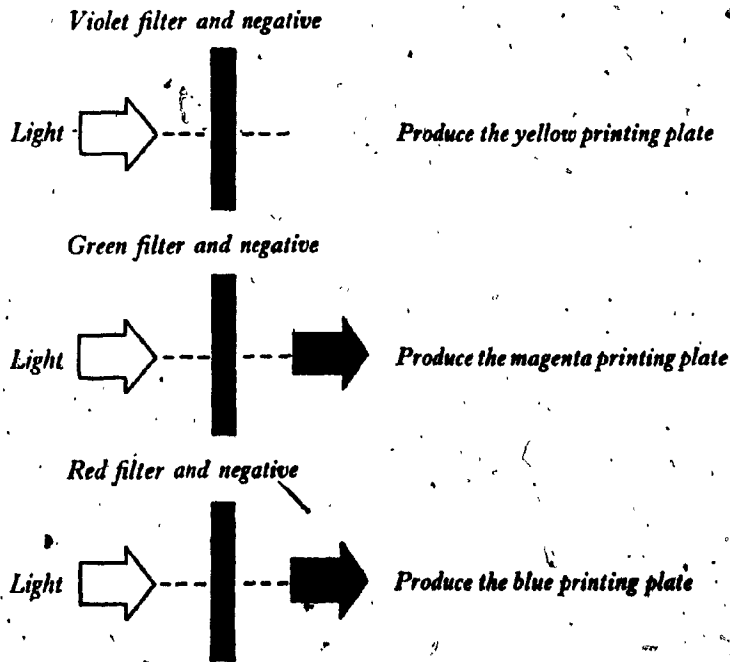 Violet filter and negative
Light
Produce the yellow printing plate
Green filter and negative
Light
Produce the magenta printing plate
Red filter and negative
Light
Produce the blue printing plate